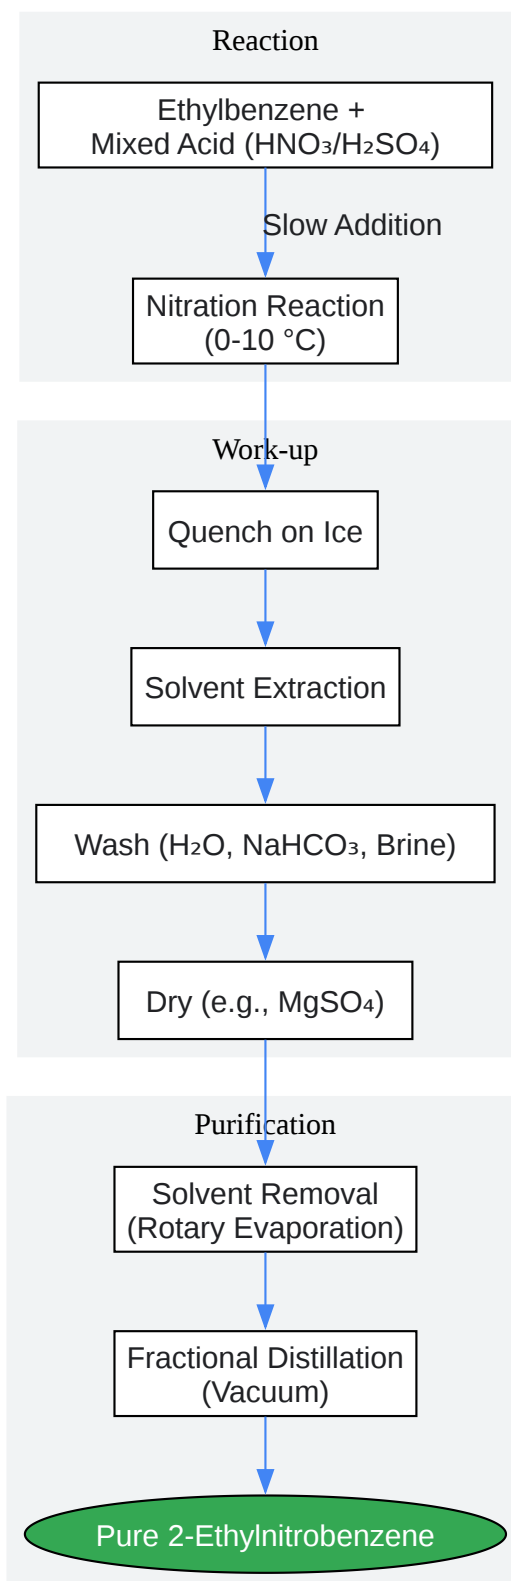 Reaction
Ethylbenzene +
Mixed Acid (HNO₃/H₂SO₄)
Slow Addition
Nitration Reaction
(0-10 °C)
Work-up
Quench on Ice
Solvent Extraction
Wash (H₂O, NaHCO₃, Brine)
Dry (e.g., MgSO₄)
Purification
Solvent Removal
(Rotary Evaporation)
Fractional Distillation
(Vacuum)
Pure 2-Ethylnitrobenzene